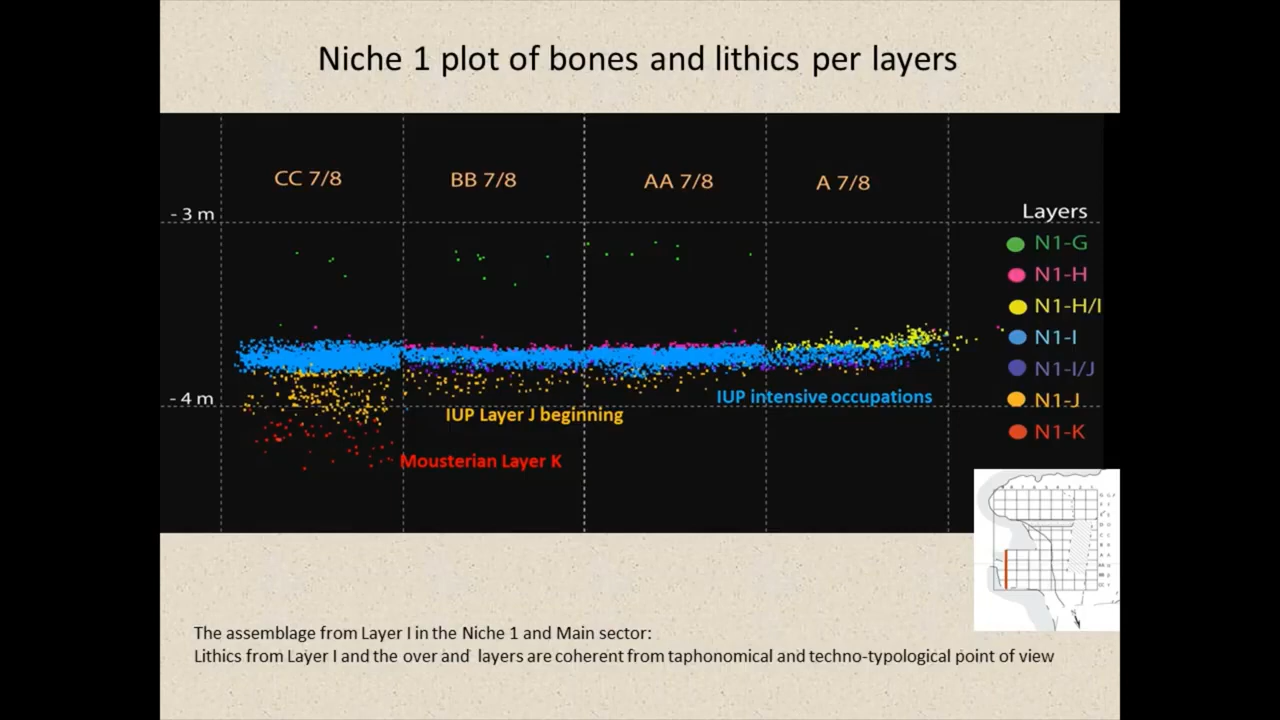 Niche 1 plot of bones and lithics per layers
CC 7/8
BB 7/8
AA 7/8
A 7/8
- 3 m
Layers
N1-G
N1-H
N1-H/I
N1-I
N1-I/J
N1-J
N1-K
- 4 m
IUP intensive occupations
IUP Layer J beginning
Mousterian Layer K
The assemblage from Layer I in the Niche 1 and Main sector:
Lithics from Layer I and the over and layers are coherent from taphonomical and techno-typological point of view